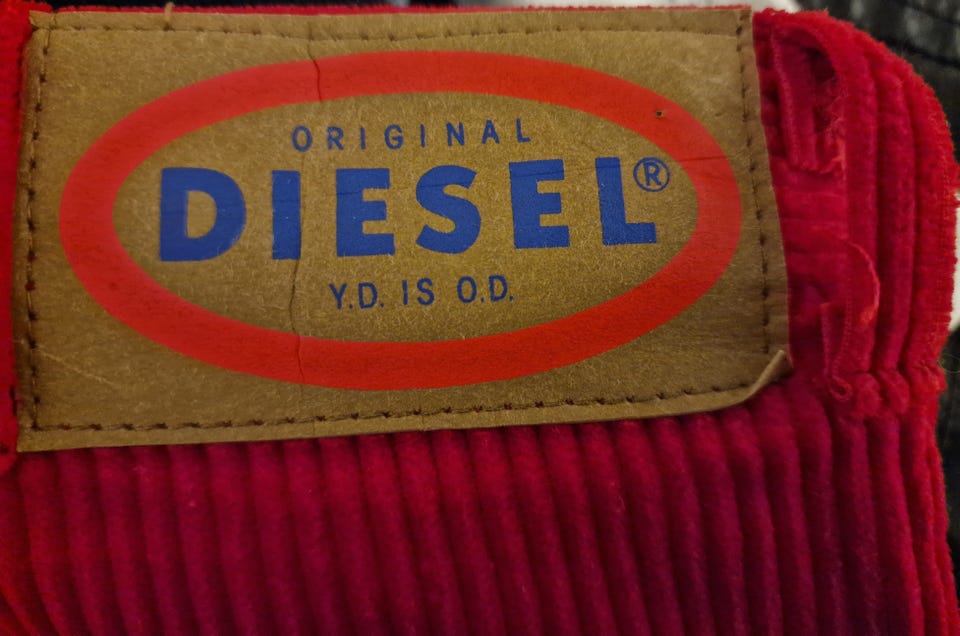 ORIGINAL
DIESEL®
Y.D. IS O.D.